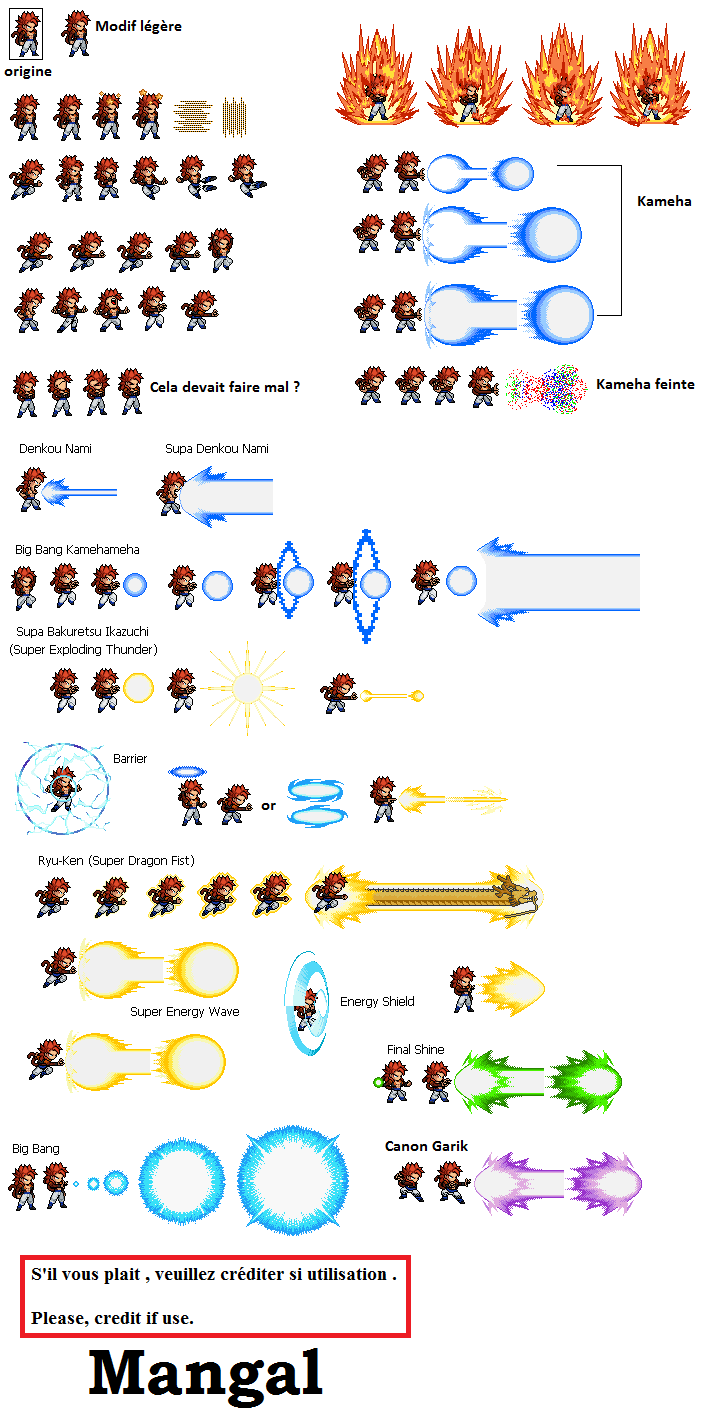 Modif légère
origine
Kameha
Cela devait faire mal ?
Kameha feinte
Denkou Nami
Supa Denkou Nami
Big Bang Kamehameha
Supa Bakuretsu Ikazuchi
(Super Exploding Thunder)
Barrier
or
Ryu-Ken (Super Dragon Fist)
Super Energy Wave
Energy Shield
Final Shine
Big Bang
Canon Garik
S'il vous plait , veuillez créditer si utilisation .
Please, credit if use.
Mangal